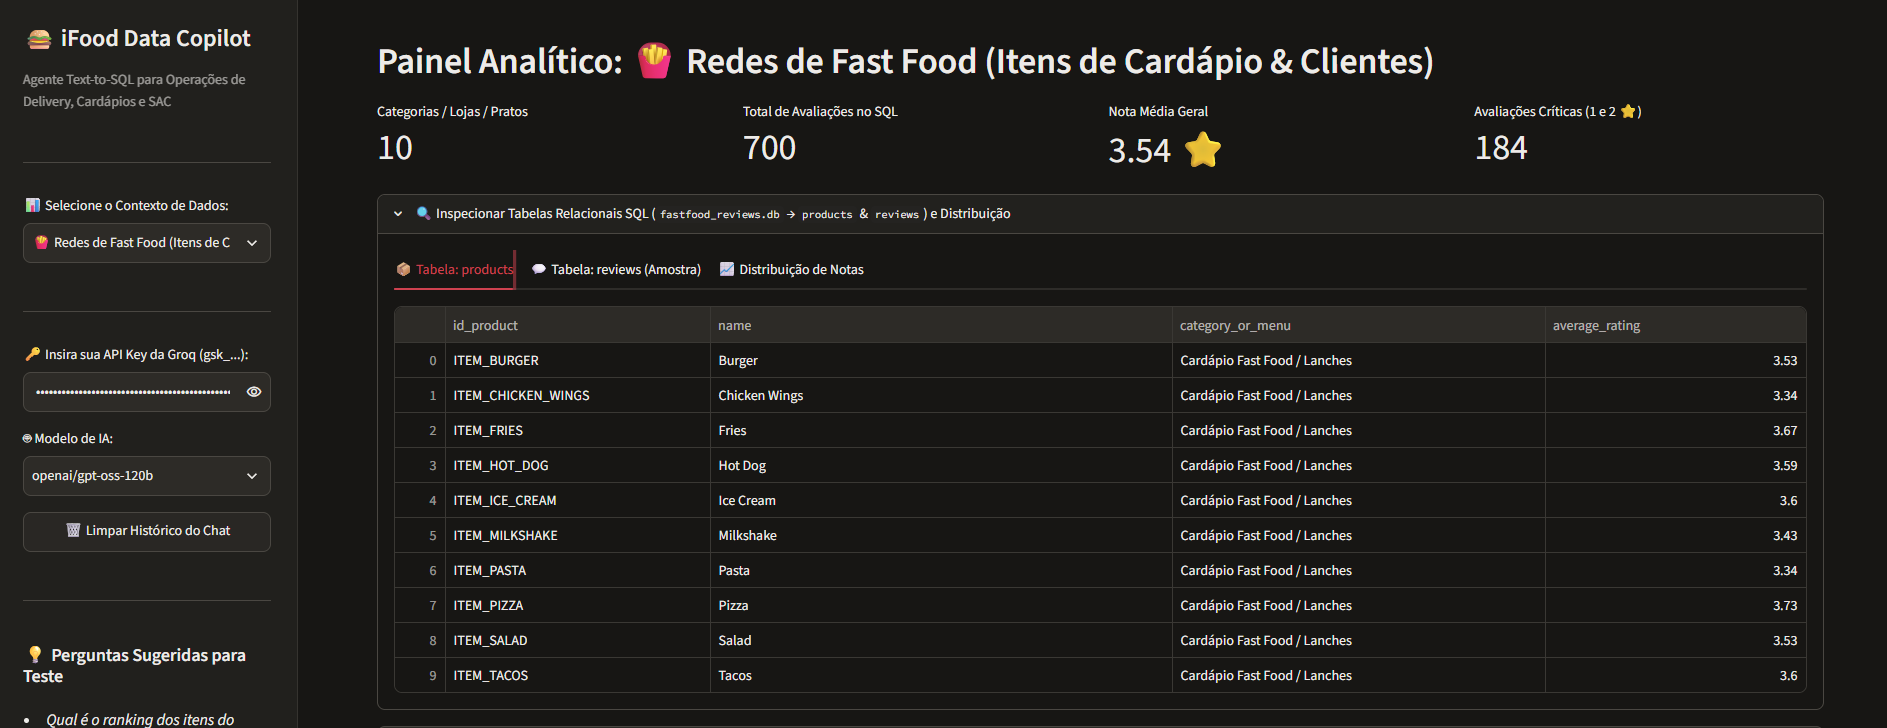 🍔 iFood Data Copilot
Agente Text-to-SQL para Operações de
Delivery, Cardápios e SAC
📊 Selecione o Contexto de Dados:
🍟 Redes de Fast Food (Itens de C
🔑 Insira sua API Key da Groq (gsk_...):
Modelo de IA:
openai/gpt-oss-120b
🗑️ Limpar Histórico do Chat
💡 Perguntas Sugeridas para
Teste
• Qual é o ranking dos itens do
Painel Analítico: 🍟 Redes de Fast Food (Itens de Cardápio & Clientes)
Categorias / Lojas / Pratos
10
Total de Avaliações no SQL
700
Nota Média Geral
3.54 ⭐
Avaliações Críticas (1 e 2 ⭐)
184
🔍 Inspecionar Tabelas Relacionais SQL ( fastfood_reviews.db → products & reviews ) e Distribuição
📦 Tabela: products 💬 Tabela: reviews (Amostra) 📈 Distribuição de Notas
id_product name category_or_menu average_rating
0 ITEM_BURGER Burger Cardápio Fast Food / Lanches 3.53
1 ITEM_CHICKEN_WINGS Chicken Wings Cardápio Fast Food / Lanches 3.34
2 ITEM_FRIES Fries Cardápio Fast Food / Lanches 3.67
3 ITEM_HOT_DOG Hot Dog Cardápio Fast Food / Lanches 3.59
4 ITEM_ICE_CREAM Ice Cream Cardápio Fast Food / Lanches 3.6
5 ITEM_MILKSHAKE Milkshake Cardápio Fast Food / Lanches 3.43
6 ITEM_PASTA Pasta Cardápio Fast Food / Lanches 3.34
7 ITEM_PIZZA Pizza Cardápio Fast Food / Lanches 3.73
8 ITEM_SALAD Salad Cardápio Fast Food / Lanches 3.53
9 ITEM_TACOS Tacos Cardápio Fast Food / Lanches 3.6